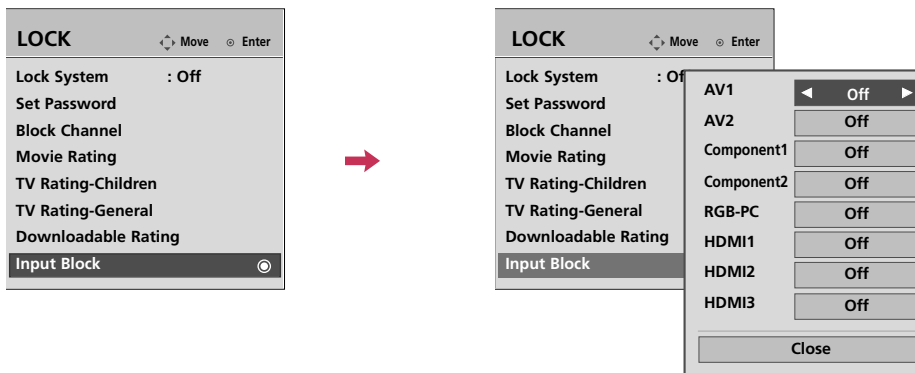 LOCK Move Enter
Lock System : Off
Set Password
Block Channel
Movie Rating
TV Rating-Children
TV Rating-General
Downloadable Rating
Input Block
LOCK Move Enter
Lock System : Of
Set Password
Block Channel
Movie Rating
TV Rating-Children
TV Rating-General
Downloadable Rating
Input Block
AV1 Off
AV2 Off
Component1 Off
Component2 Off
RGB-PC Off
HDMI1 Off
HDMI2 Off
HDMI3 Off
Close